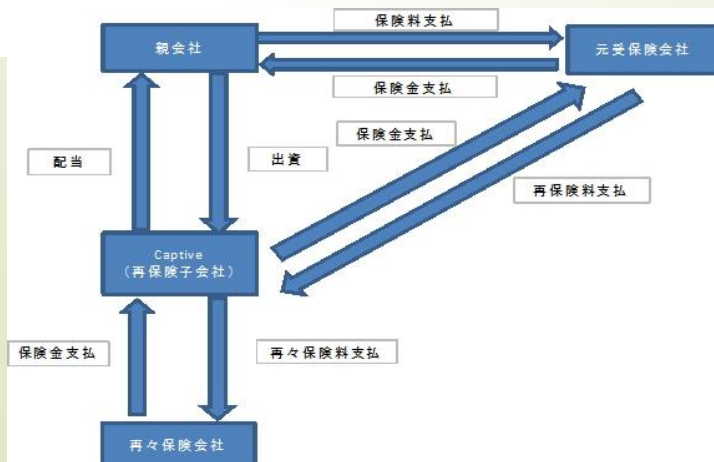 保険料支払
親会社
元受保険会社
保険金支払
保険金支払
配当
出資
再保険料支払
Captive
（再保険子会社）
保険金支払
再々保険料支払
再々保険会社